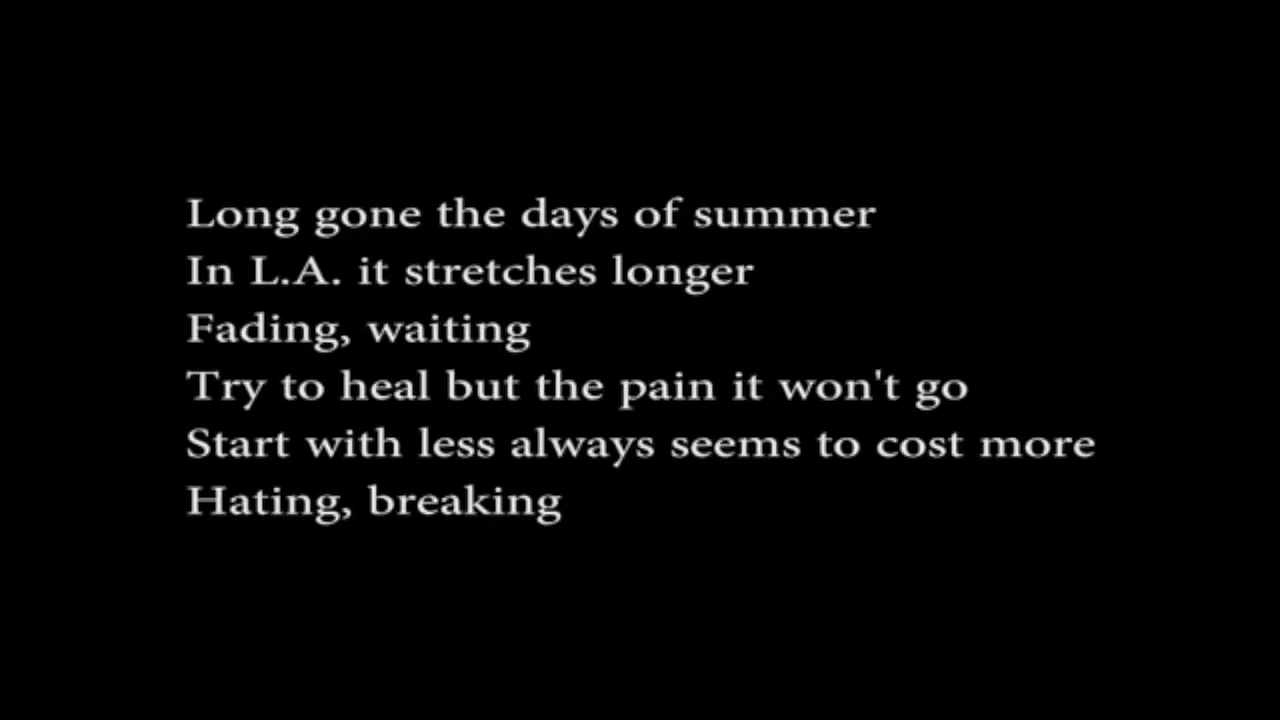 Long gone the days of summer
In L.A. it stretches longer
Fading, waiting
Try to heal but the pain it won't go
Start with less always seems to cost more
Hating, breaking